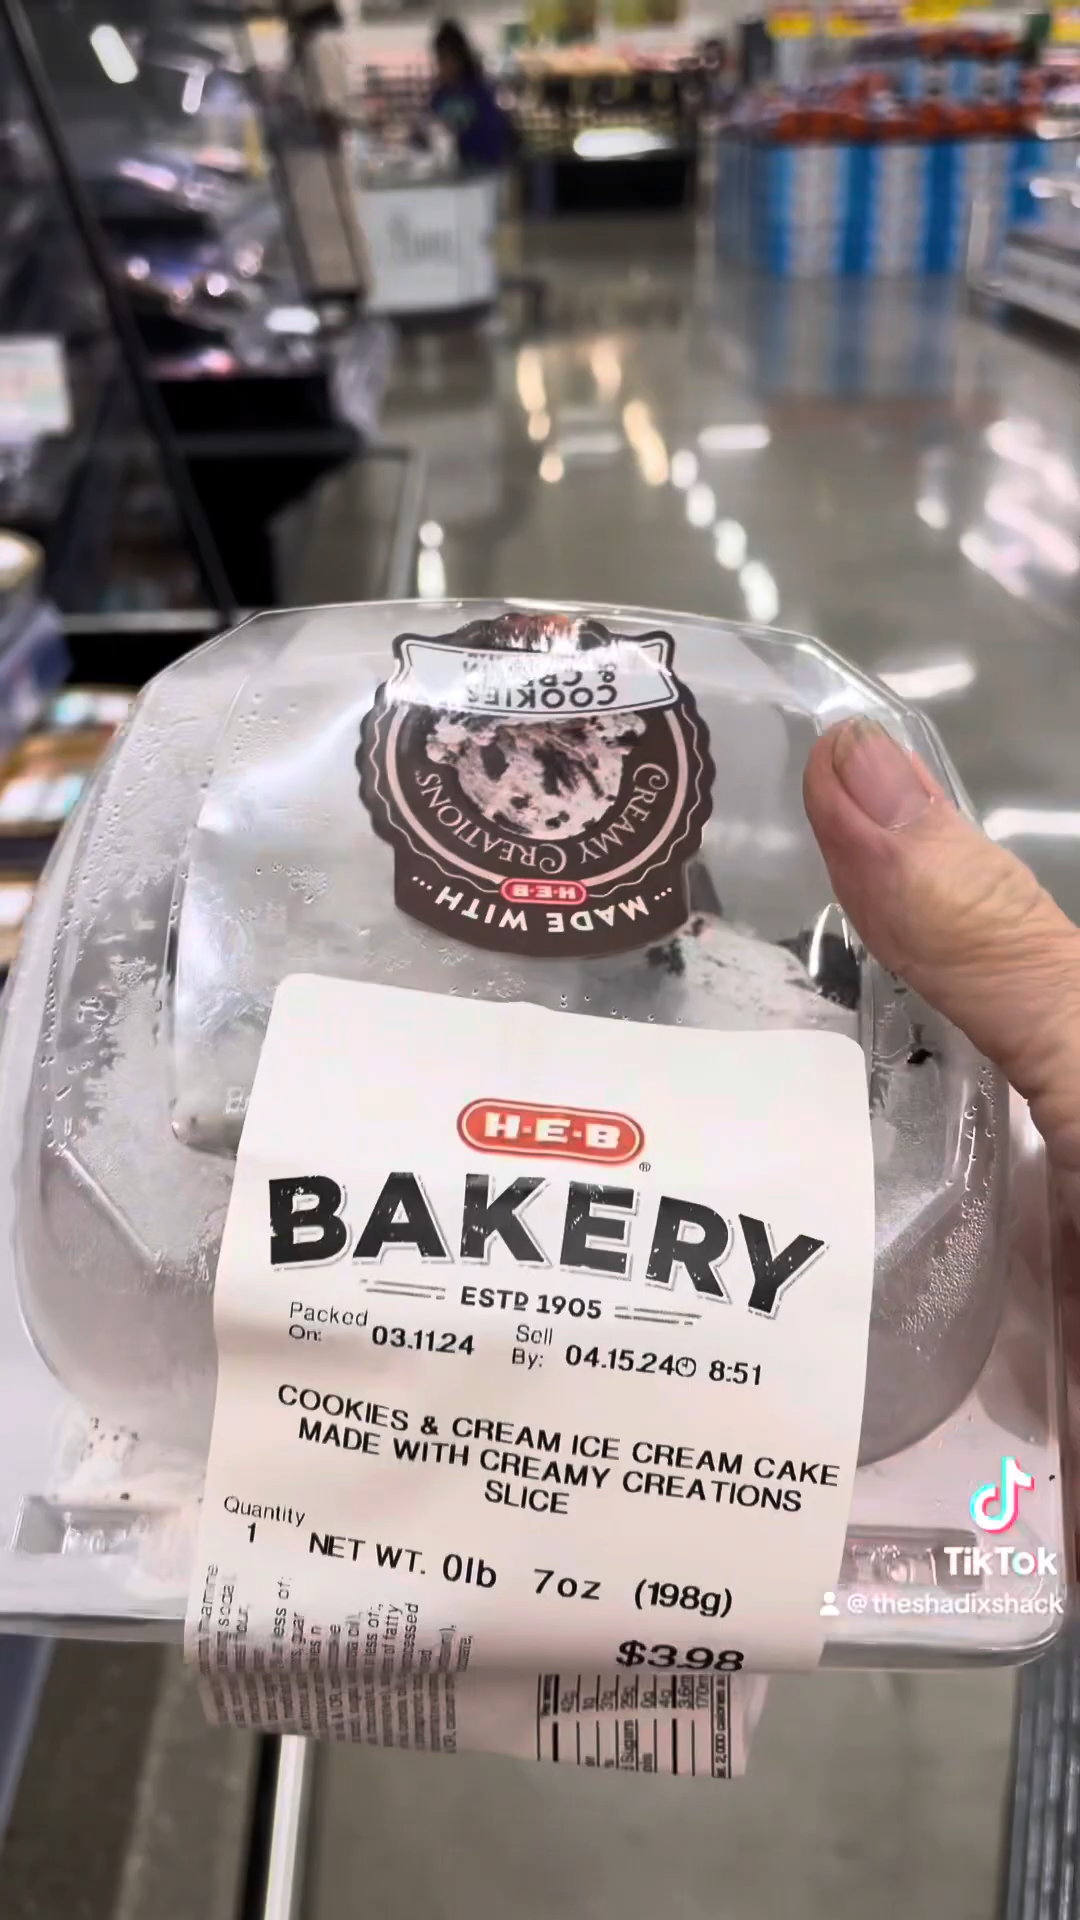 COOKIES
&
CREAMY CREATIONS
H-E-B
...MADE WITH...
H-E-B
BAKERY
ESTD 1905
Packed On: 03.11.24 Sell By: 04.15.24 8:51
COOKIES & CREAM ICE CREAM CAKE
MADE WITH CREAMY CREATIONS
SLICE
Quantity
1 NET WT. 0lb 7oz (198g)
$3.98
TikTok
@theshadixshack